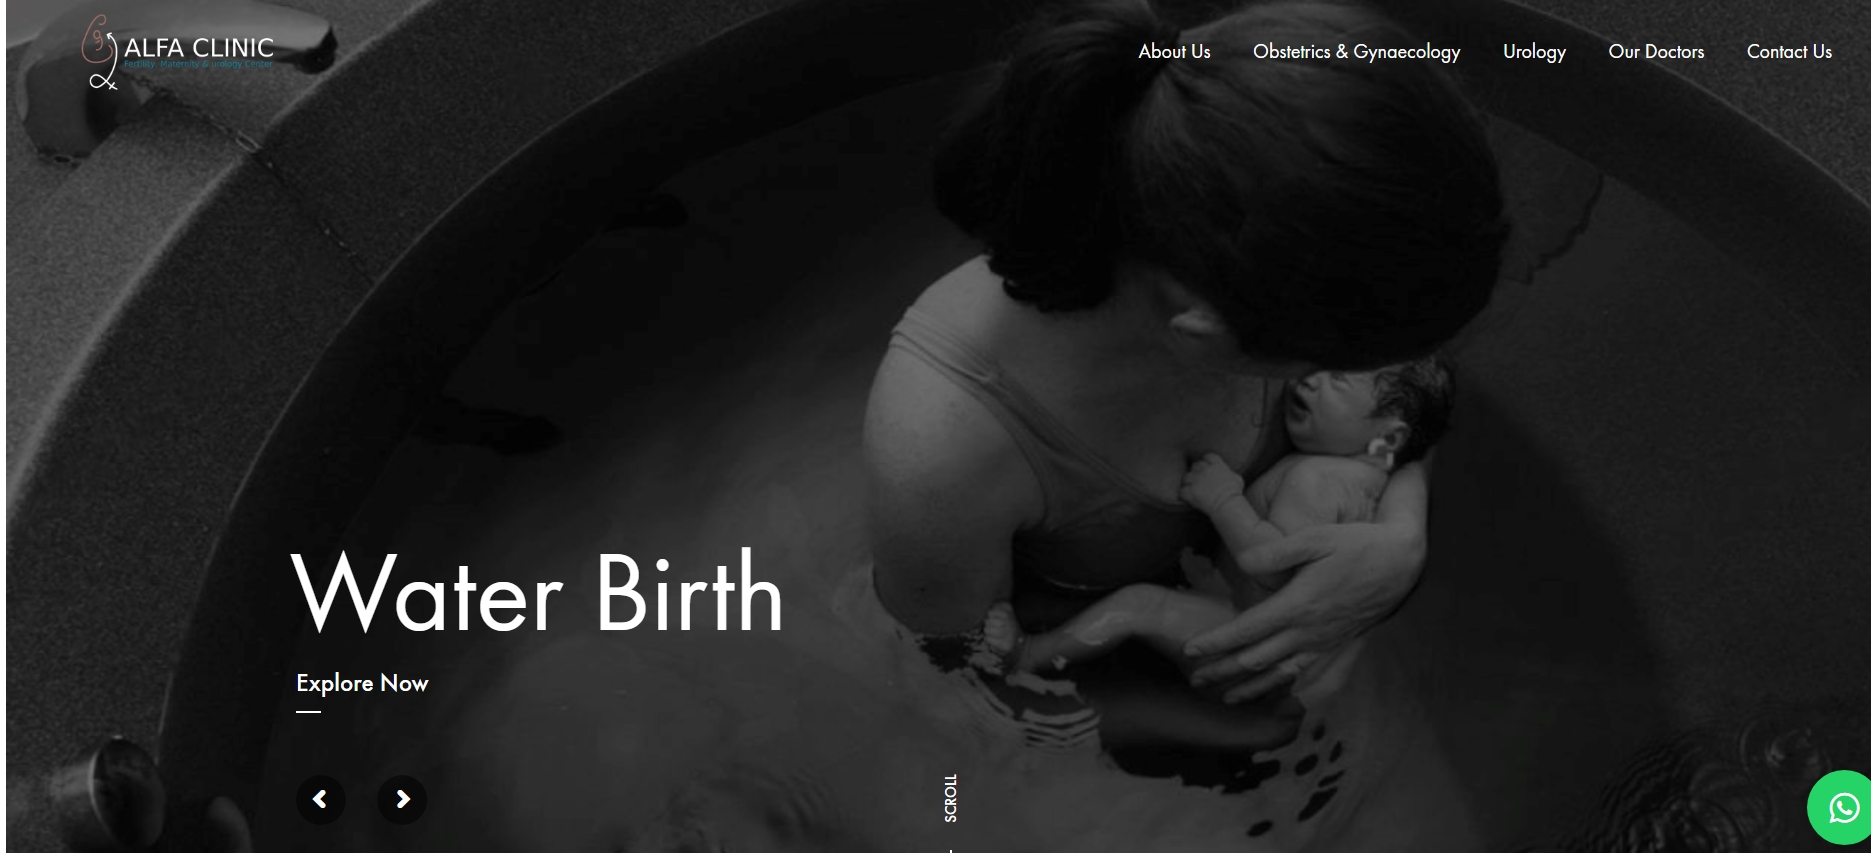 ALFA CLINIC
Fertility, Maternity & urology Center
About Us
Obstetrics & Gynaecology
Urology
Our Doctors
Contact Us
Water Birth
Explore Now
SCROLL